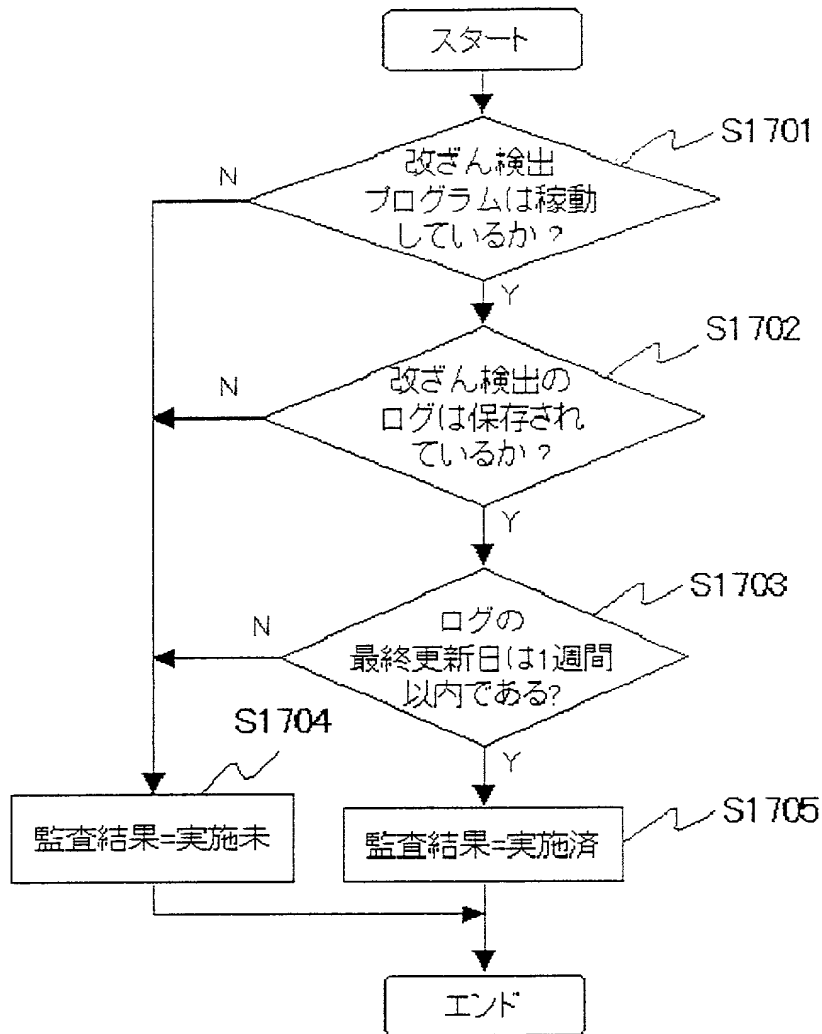 スタート
S1701
改ざん検出
プログラムは稼動
しているか?
N
Y
S1702
改ざん検出の
ログは保存され
ているか?
N
Y
S1703
ログの
最終更新日は1週間
以内である?
N
Y
S1704
監査結果=実施未
S1705
監査結果=実施済
エンド